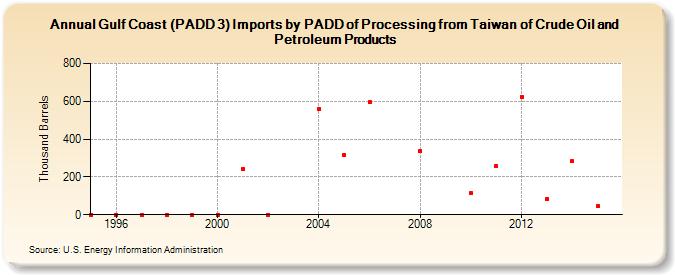 Annual Gulf Coast (PADD 3) Imports by PADD of Processing from Taiwan of Crude Oil and
Petroleum Products
Thousand Barrels
800
600
400
200
0
1996 2000 2004 2008 2012
Source: U.S. Energy Information Administration